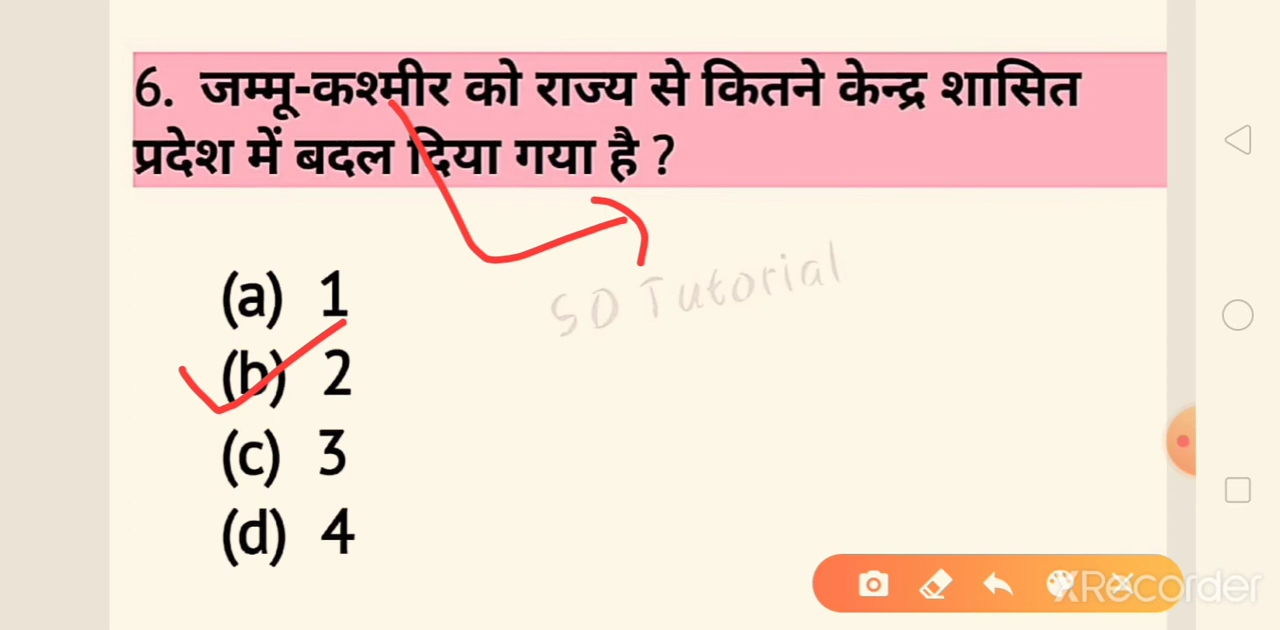 6. जम्मू-कश्मीर को राज्य से कितने केन्द्र शासित
प्रदेश में बदल दिया गया है ?
SD Tutorial
(a) 1
(b) 2
(c) 3
(d) 4
XRecorder